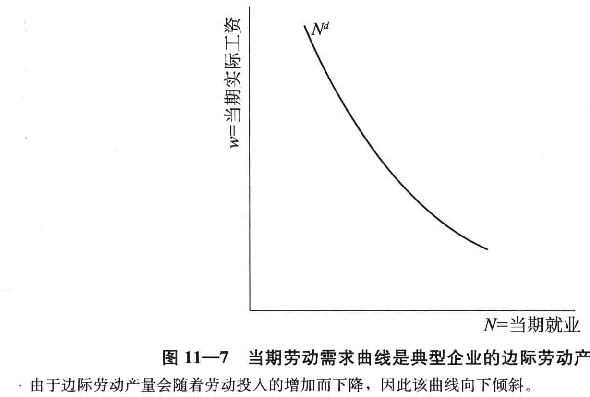 Nd
w=当期实际工资
N=当期就业
图 11—7 当期劳动需求曲线是典型企业的边际劳动产
由于边际劳动产量会随着劳动投入的增加而下降，因此该曲线向下倾斜。